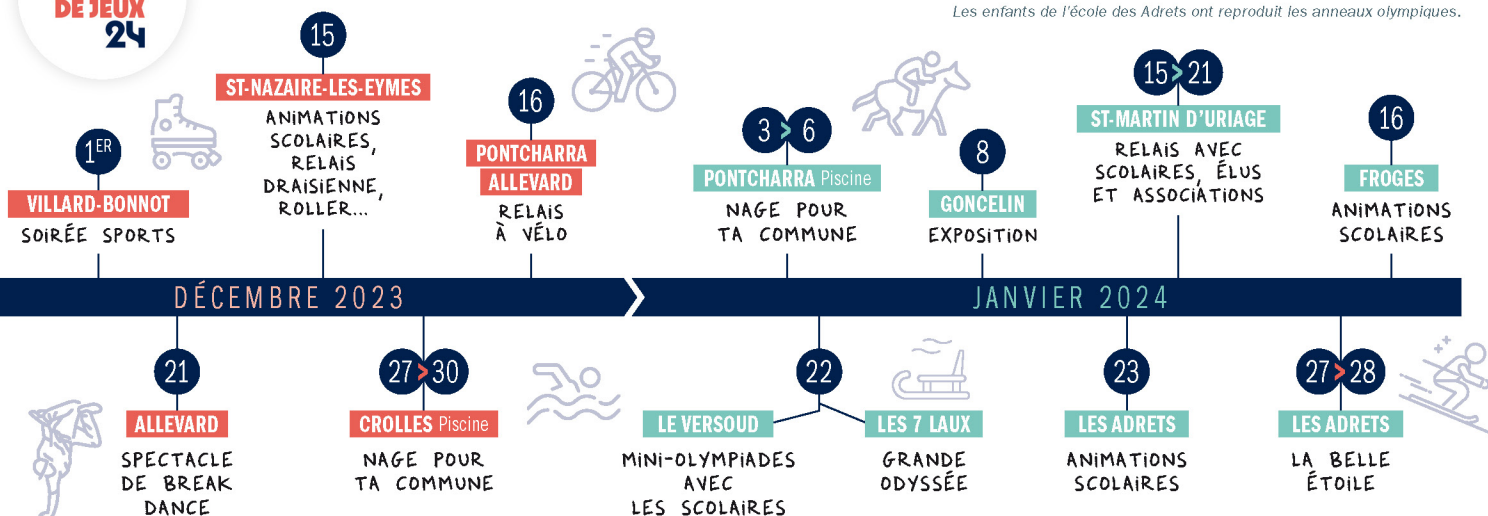 DE JEUX
24
Les enfants de l'école des Adrets ont reproduit les anneaux olympiques.
1ER
VILLARD-BONNOT
SOIRÉE SPORTS
15
ST-NAZAIRE-LES-EYMES
ANIMATIONS
SCOLAIRES,
RELAIS
DRAISIENNE,
ROLLER...
16
PONTCHARRA
ALLEVARD
RELAIS
À VÉLO
3 > 6
PONTCHARRA Piscine
NAGE POUR
TA COMMUNE
8
GONCELIN
EXPOSITION
15 > 21
ST-MARTIN D'URIAGE
RELAIS AVEC
SCOLAIRES, ÉLUS
ET ASSOCIATIONS
16
FROGES
ANIMATIONS
SCOLAIRES
DÉCEMBRE 2023
JANVIER 2024
21
ALLEVARD
SPECTACLE
DE BREAK
DANCE
27 > 30
CROLLES Piscine
NAGE POUR
TA COMMUNE
22
LE VERSOUD
MINI-OLYMPIADES
AVEC
LES SCOLAIRES
LES 7 LAUX
GRANDE
ODYSSÉE
23
LES ADRETS
ANIMATIONS
SCOLAIRES
27 > 28
LES ADRETS
LA BELLE
ÉTOILE